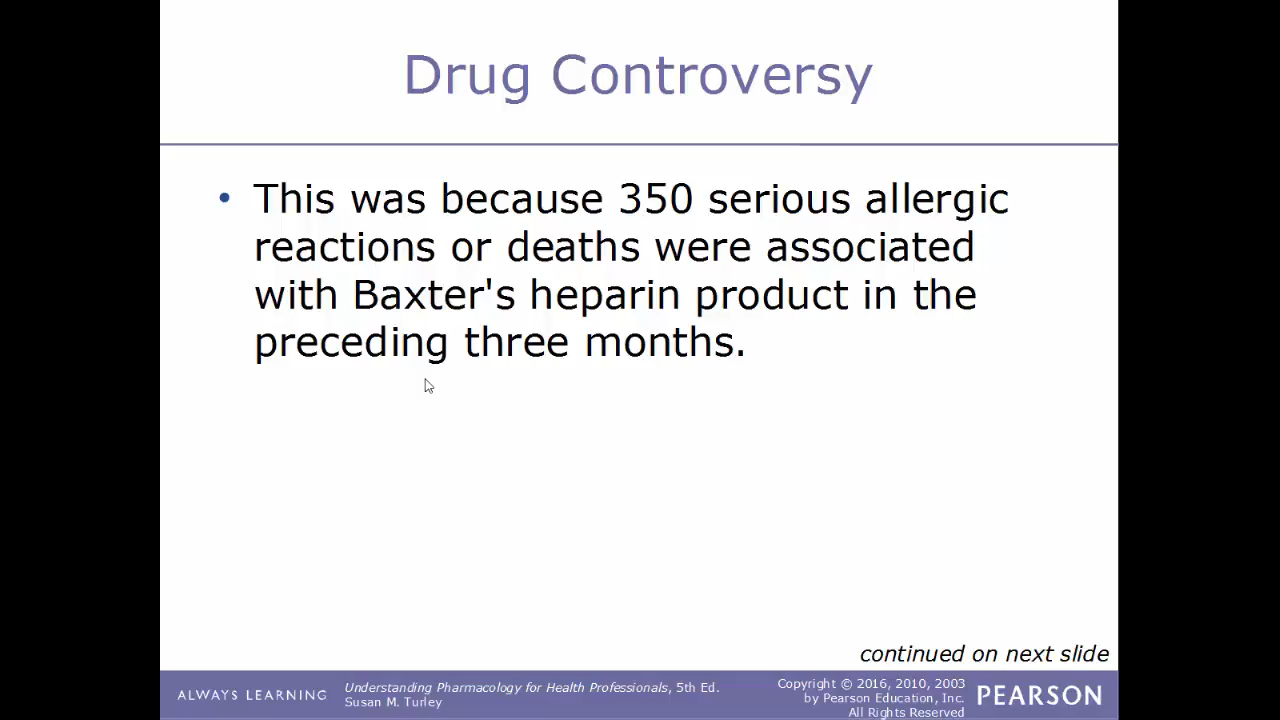 Drug Controversy
• This was because 350 serious allergic
reactions or deaths were associated
with Baxter's heparin product in the
preceding three months.
continued on next slide
ALWAYS LEARNING
Understanding Pharmacology for Health Professionals, 5th Ed.
Susan M. Turley
Copyright © 2016, 2010, 2003
by Pearson Education, Inc.
All Rights Reserved
PEARSON